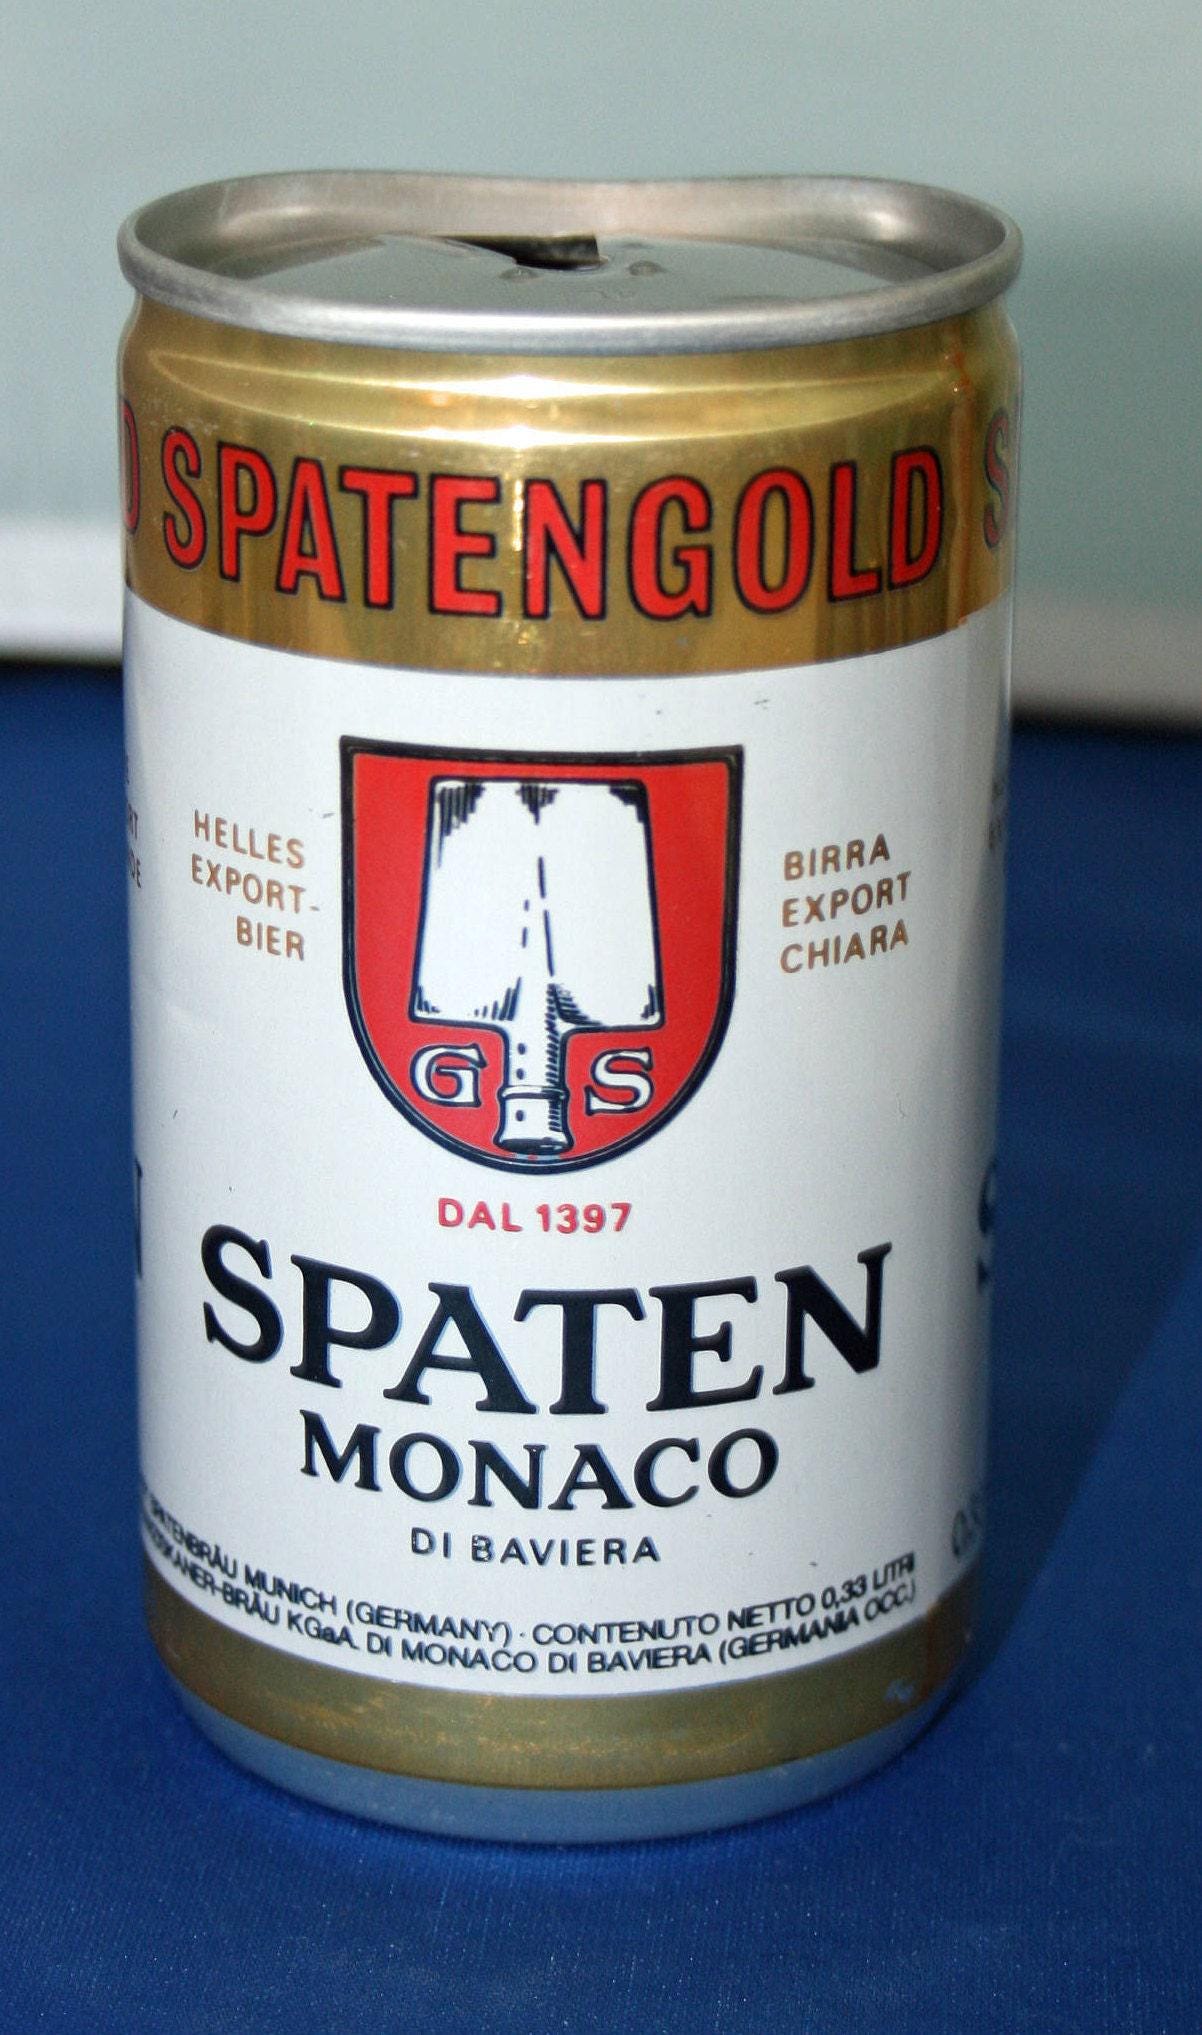 SPATENGOLD
HELLES
EXPORT-
BIER
BIRRA
EXPORT
CHIARA
G S
DAL 1397
SPATEN
MONACO
DI BAVIERA
MUNICH (GERMANY) · CONTENUTO NETTO 0,33 LITRI
KGaA. DI MONACO DI BAVIERA (GERMANIA OCC.)